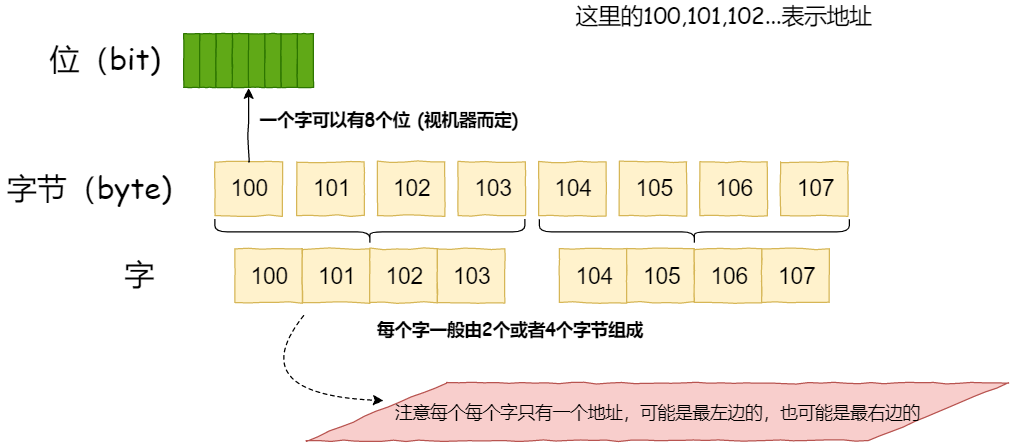 这里的100,101,102...表示地址
位（bit)
一个字可以有8个位 (视机器而定)
字节（byte)
100 101 102 103 104 105 106 107
字
100 101 102 103 104 105 106 107
每个字一般由2个或者4个字节组成
注意每个每个字只有一个地址，可能是最左边的，也可能是最右边的